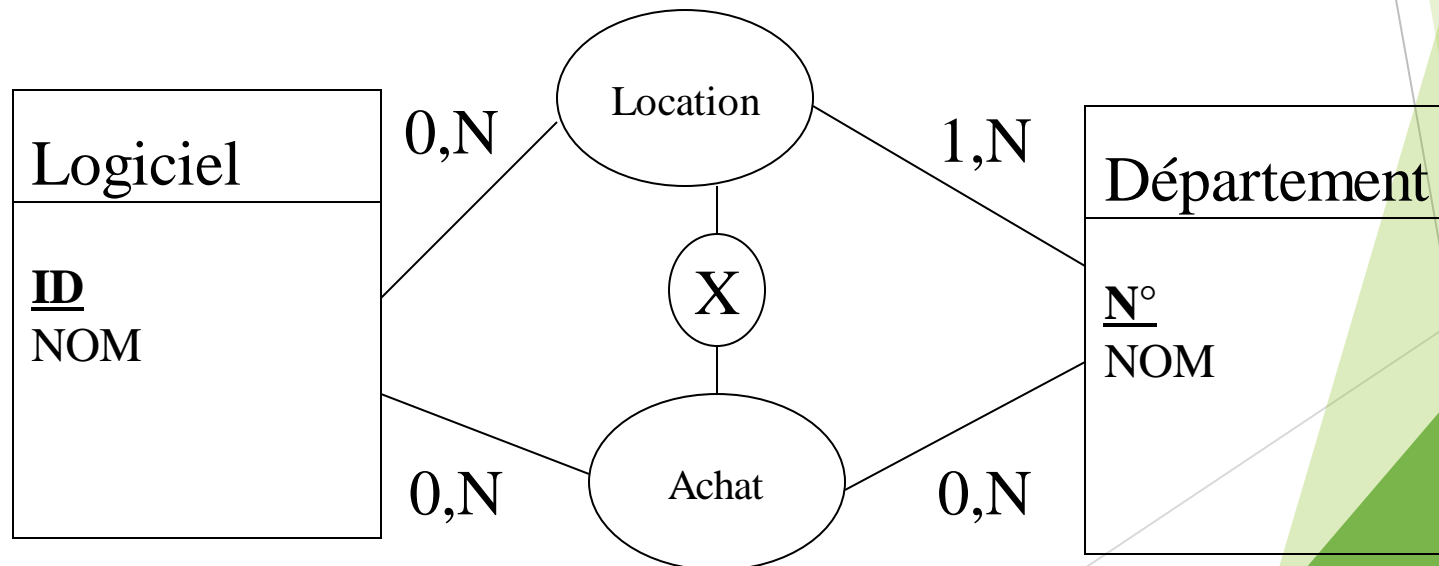 Logiciel
ID
NOM
0,N
Location
1,N
X
0,N
Achat
0,N
Département
N°
NOM